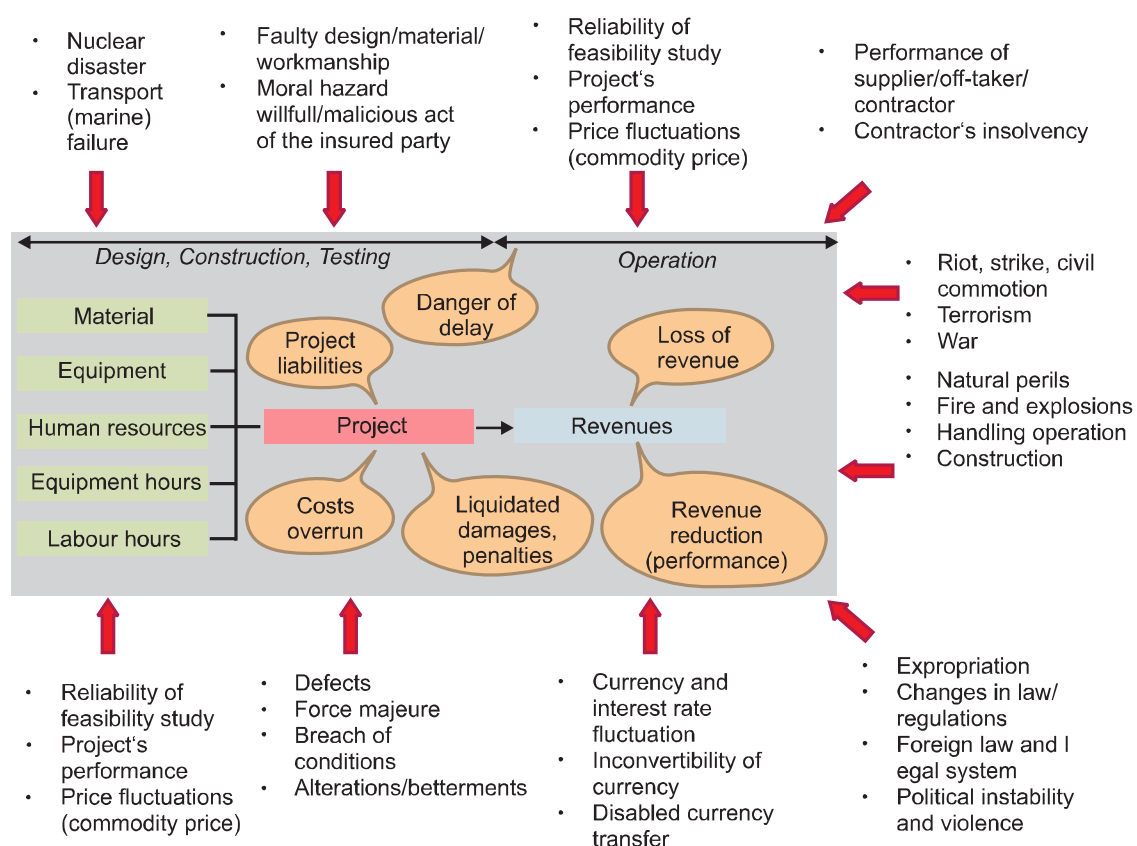 • Nuclear
disaster
• Transport
(marine)
failure
• Faulty design/material/
workmanship
• Moral hazard
willfull/malicious act
of the insured party
• Reliability of
feasibility study
• Project‘s
performance
• Price fluctuations
(commodity price)
• Performance of
supplier/off-taker/
contractor
• Contractor‘s insolvency
Design, Construction, Testing
Operation
Material
Equipment
Human resources
Equipment hours
Labour hours
Project
liabilities
Danger of
delay
Loss of
revenue
Project
Revenues
Costs
overrun
Liquidated
damages,
penalties
Revenue
reduction
(performance)
• Riot, strike, civil
commotion
• Terrorism
• War
• Natural perils
• Fire and explosions
• Handling operation
• Construction
• Reliability of
feasibility study
• Project‘s
performance
• Price fluctuations
(commodity price)
• Defects
• Force majeure
• Breach of
conditions
• Alterations/betterments
• Currency and
interest rate
fluctuation
• Inconvertibility of
currency
• Disabled currency
transfer
• Expropriation
• Changes in law/
regulations
• Foreign law and l
egal system
• Political instability
and violence